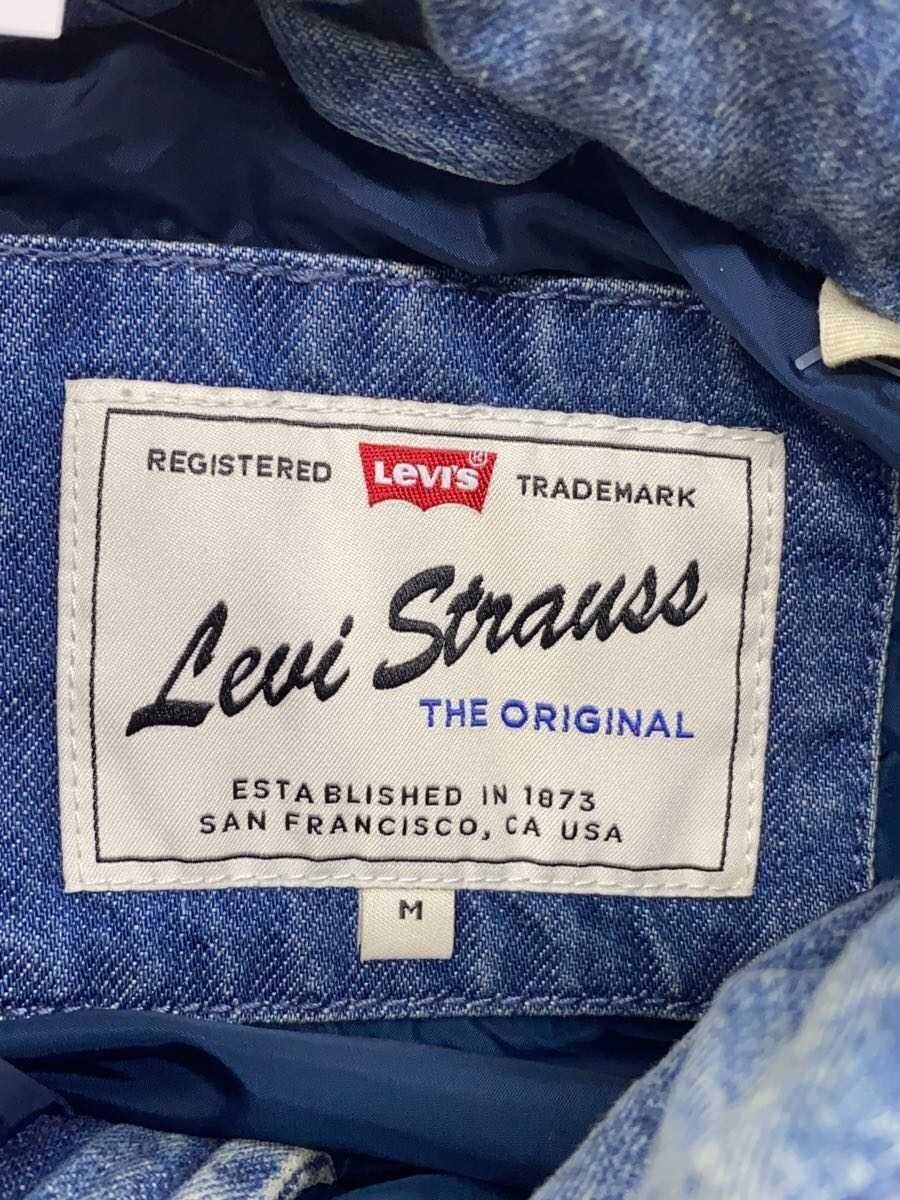 REGISTERED LEVI'S® TRADEMARK
Levi Strauss
THE ORIGINAL
ESTABLISHED IN 1873
SAN FRANCISCO, CA USA
M